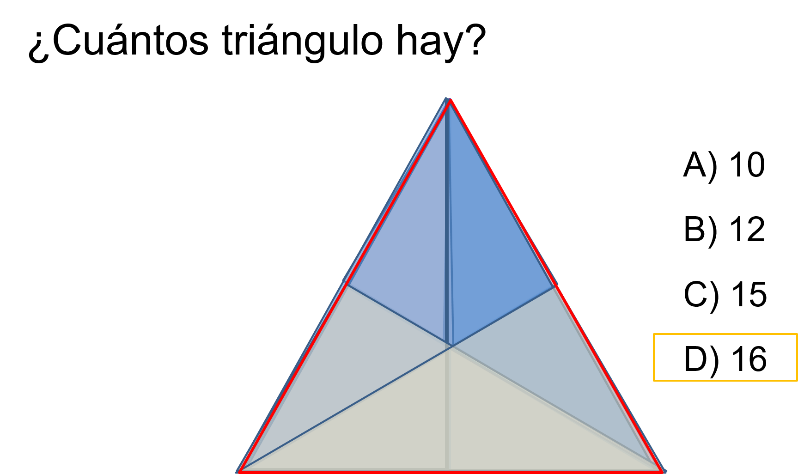 ¿Cuántos triángulo hay?
A) 10
B) 12
C) 15
D) 16